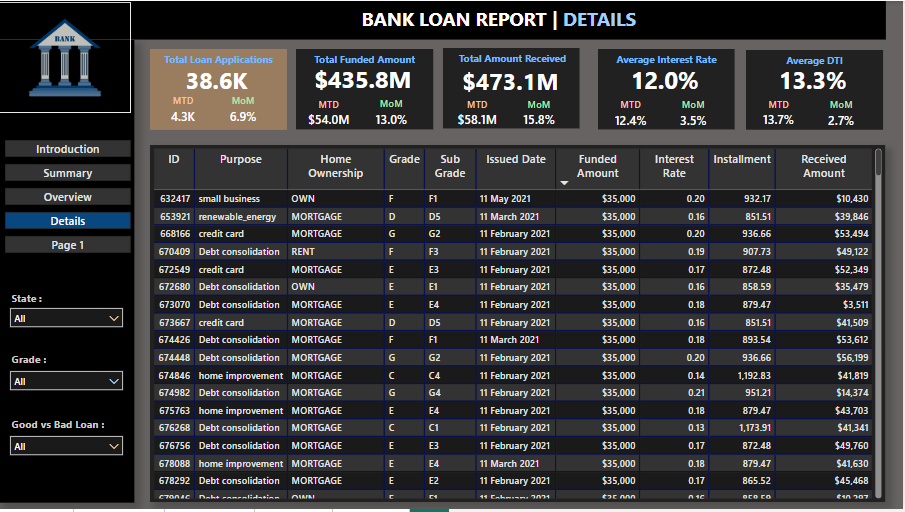 BANK LOAN REPORT | DETAILS
BANK
Total Loan Applications
38.6K
MTD MoM
4.3K 6.9%
Total Funded Amount
$435.8M
MTD MoM
$54.0M 13.0%
Total Amount Received
$473.1M
MTD MoM
$58.1M 15.8%
Average Interest Rate
12.0%
MTD MoM
12.4% 3.5%
Average DTI
13.3%
MTD MoM
13.7% 2.7%
Introduction
Summary
Overview
Details
Page 1
State :
All
Grade :
All
Good vs Bad Loan :
All
ID Purpose Home Ownership Grade Sub Grade Issued Date Funded Amount Interest Rate Installment Received Amount
632417 small business OWN F F1 11 May 2021 $35,000 0.20 932.17 $10,430
653921 renewable_energy MORTGAGE D D5 11 March 2021 $35,000 0.16 851.51 $39,846
668166 credit card MORTGAGE G G2 11 February 2021 $35,000 0.20 936.66 $53,494
670409 Debt consolidation RENT F F3 11 February 2021 $35,000 0.19 907.73 $49,122
672549 credit card MORTGAGE E E3 11 February 2021 $35,000 0.17 872.48 $52,349
672680 Debt consolidation OWN E E1 11 February 2021 $35,000 0.16 858.59 $35,479
673070 Debt consolidation MORTGAGE E E4 11 February 2021 $35,000 0.18 879.47 $3,511
673667 credit card MORTGAGE D D5 11 February 2021 $35,000 0.16 851.51 $41,509
674426 Debt consolidation MORTGAGE F F1 11 March 2021 $35,000 0.18 893.54 $53,612
674448 Debt consolidation MORTGAGE G G2 11 February 2021 $35,000 0.20 936.66 $56,199
674846 home improvement MORTGAGE C C4 11 February 2021 $35,000 0.14 1,192.83 $41,819
674982 Debt consolidation MORTGAGE G G4 11 February 2021 $35,000 0.21 951.21 $14,374
675763 home improvement MORTGAGE E E4 11 February 2021 $35,000 0.18 879.47 $43,703
676268 Debt consolidation MORTGAGE C C1 11 February 2021 $35,000 0.13 1,173.91 $41,341
676756 Debt consolidation MORTGAGE E E3 11 February 2021 $35,000 0.17 872.48 $49,760
678088 home improvement MORTGAGE E E4 11 March 2021 $35,000 0.18 879.47 $41,630
678292 Debt consolidation MORTGAGE E E2 11 February 2021 $35,000 0.17 865.52 $45,468